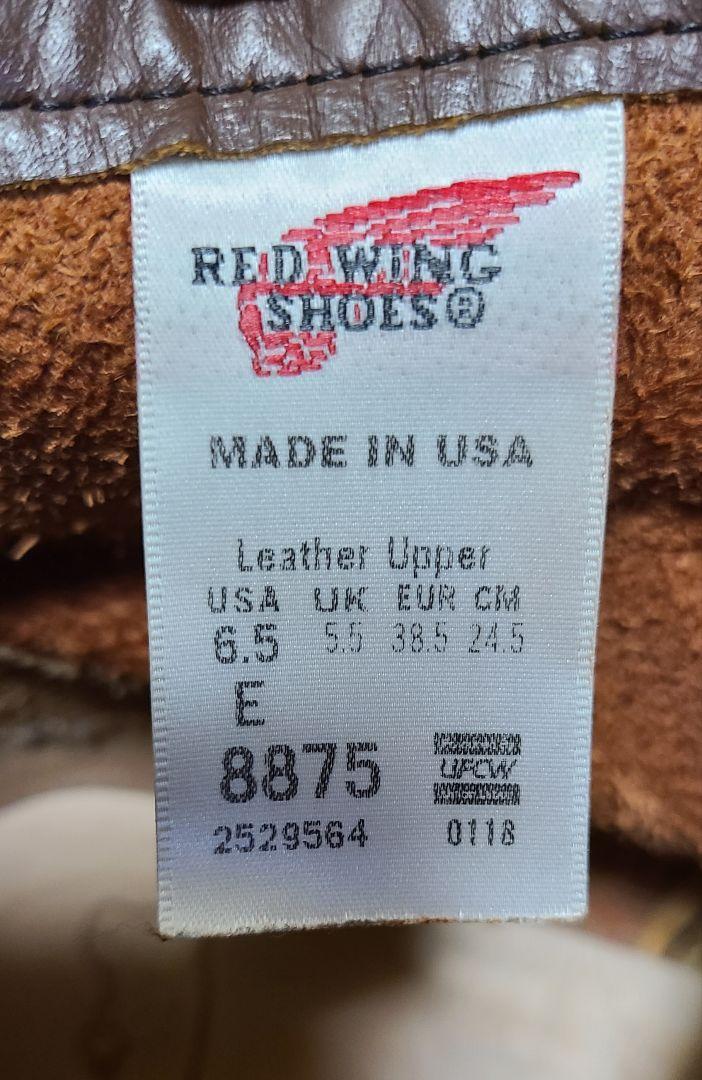 RED WING
SHOES®
MADE IN USA
Leather Upper
USA UK EUR CM
6.5 5.5 38.5 24.5
E
8875
UFCW
2529564 0118